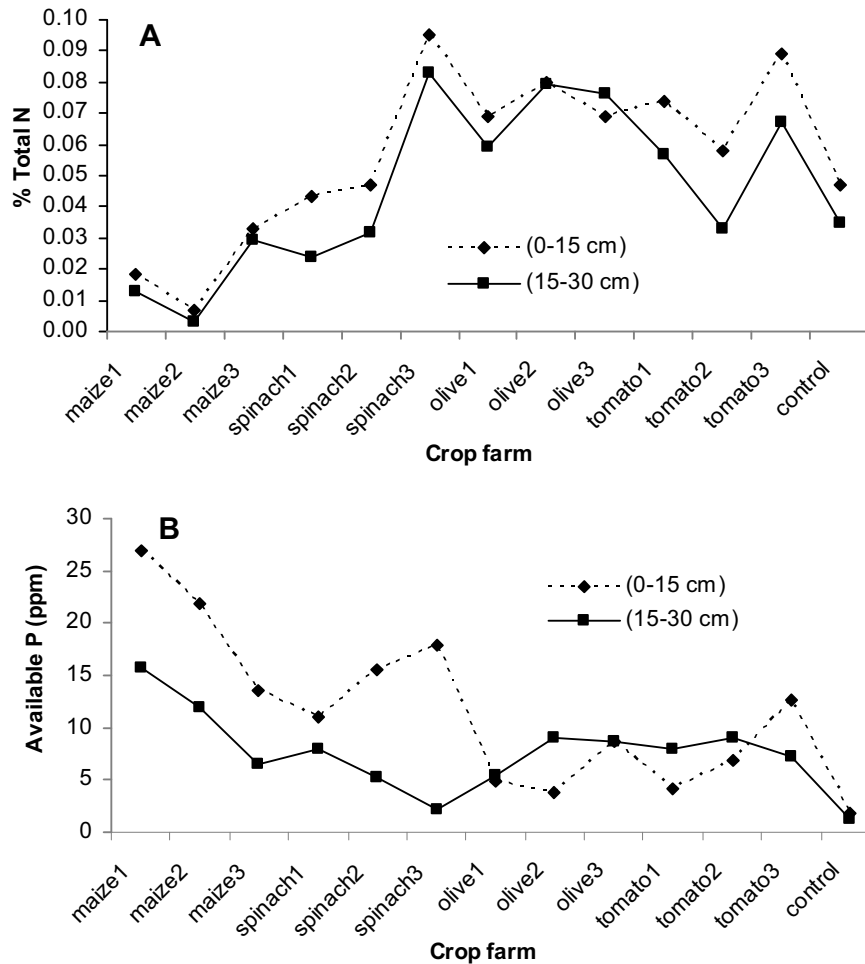 A
% Total N
0.10
0.09
0.08
0.07
0.06
0.05
0.04
0.03
0.02
0.01
0.00
(0-15 cm)
(15-30 cm)
maize1
maize2
maize3
spinach1
spinach2
spinach3
olive1
olive2
olive3
tomato1
tomato2
tomato3
control
Crop farm
B
Available P (ppm)
30
25
20
15
10
5
0
(0-15 cm)
(15-30 cm)
maize1
maize2
maize3
spinach1
spinach2
spinach3
olive1
olive2
olive3
tomato1
tomato2
tomato3
control
Crop farm